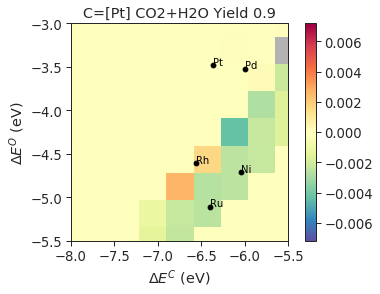 C=[Pt] CO2+H2O Yield 0.9
ΔE^O (eV)
−3.0
−3.5
−4.0
−4.5
−5.0
−5.5
Pt
Pd
Rh
Ni
Ru
−8.0 −7.5 −7.0 −6.5 −6.0 −5.5
ΔE^C (eV)
0.006
0.004
0.002
0.000
−0.002
−0.004
−0.006